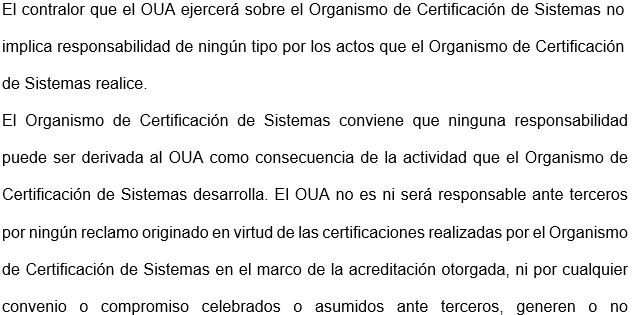 El contralor que el OUA ejercerá sobre el Organismo de Certificación de Sistemas no
implica responsabilidad de ningún tipo por los actos que el Organismo de Certificación
de Sistemas realice.
El Organismo de Certificación de Sistemas conviene que ninguna responsabilidad
puede ser derivada al OUA como consecuencia de la actividad que el Organismo de
Certificación de Sistemas desarrolla. El OUA no es ni será responsable ante terceros
por ningún reclamo originado en virtud de las certificaciones realizadas por el Organismo
de Certificación de Sistemas en el marco de la acreditación otorgada, ni por cualquier
convenio o compromiso celebrados o asumidos ante terceros, generen o no